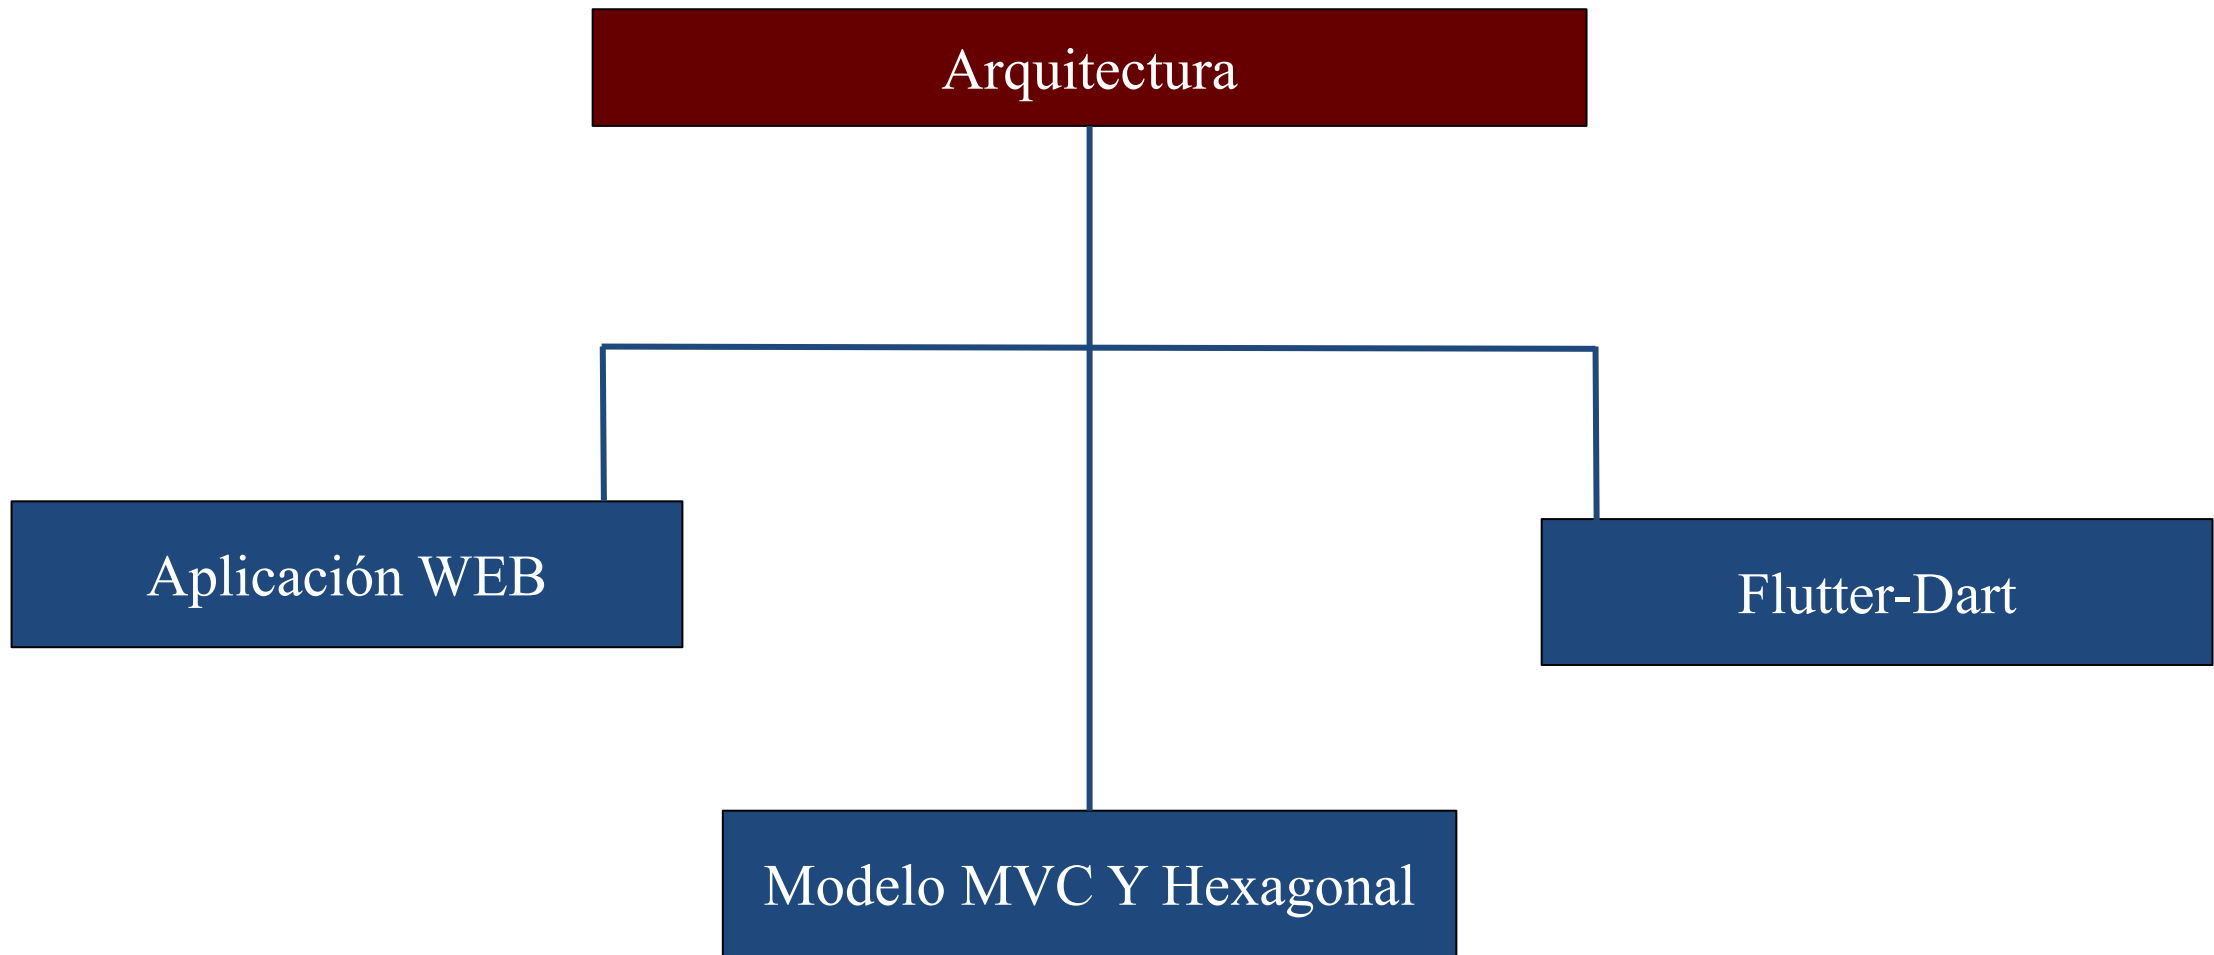 Arquitectura
Aplicación WEB
Flutter-Dart
Modelo MVC Y Hexagonal